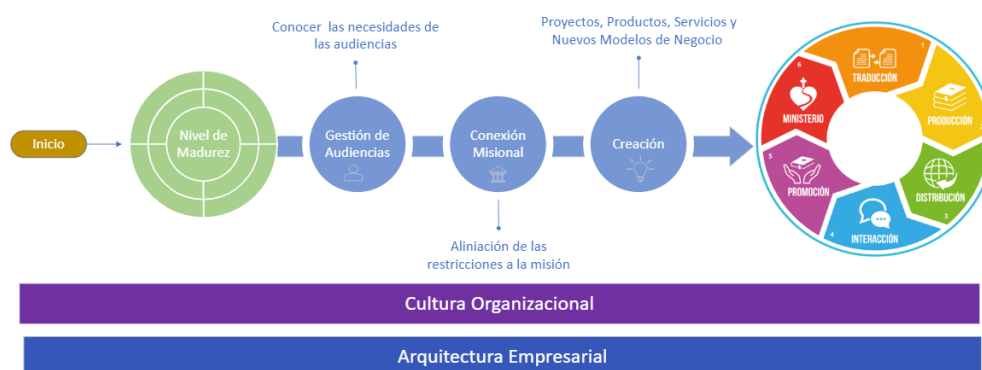 Conocer las necesidades de
las audiencias
Proyectos, Productos, Servicios y
Nuevos Modelos de Negocio
Inicio
Nivel de
Madurez
Gestión de
Audiencias
Conexión
Misional
Creación
Aliniación de las
restricciones a la misión
1
TRADUCCIÓN
PRODUCCIÓN
DISTRIBUCIÓN
3
INTERACCIÓN
4
PROMOCIÓN
5
MINISTERIO
6
Cultura Organizacional
Arquitectura Empresarial